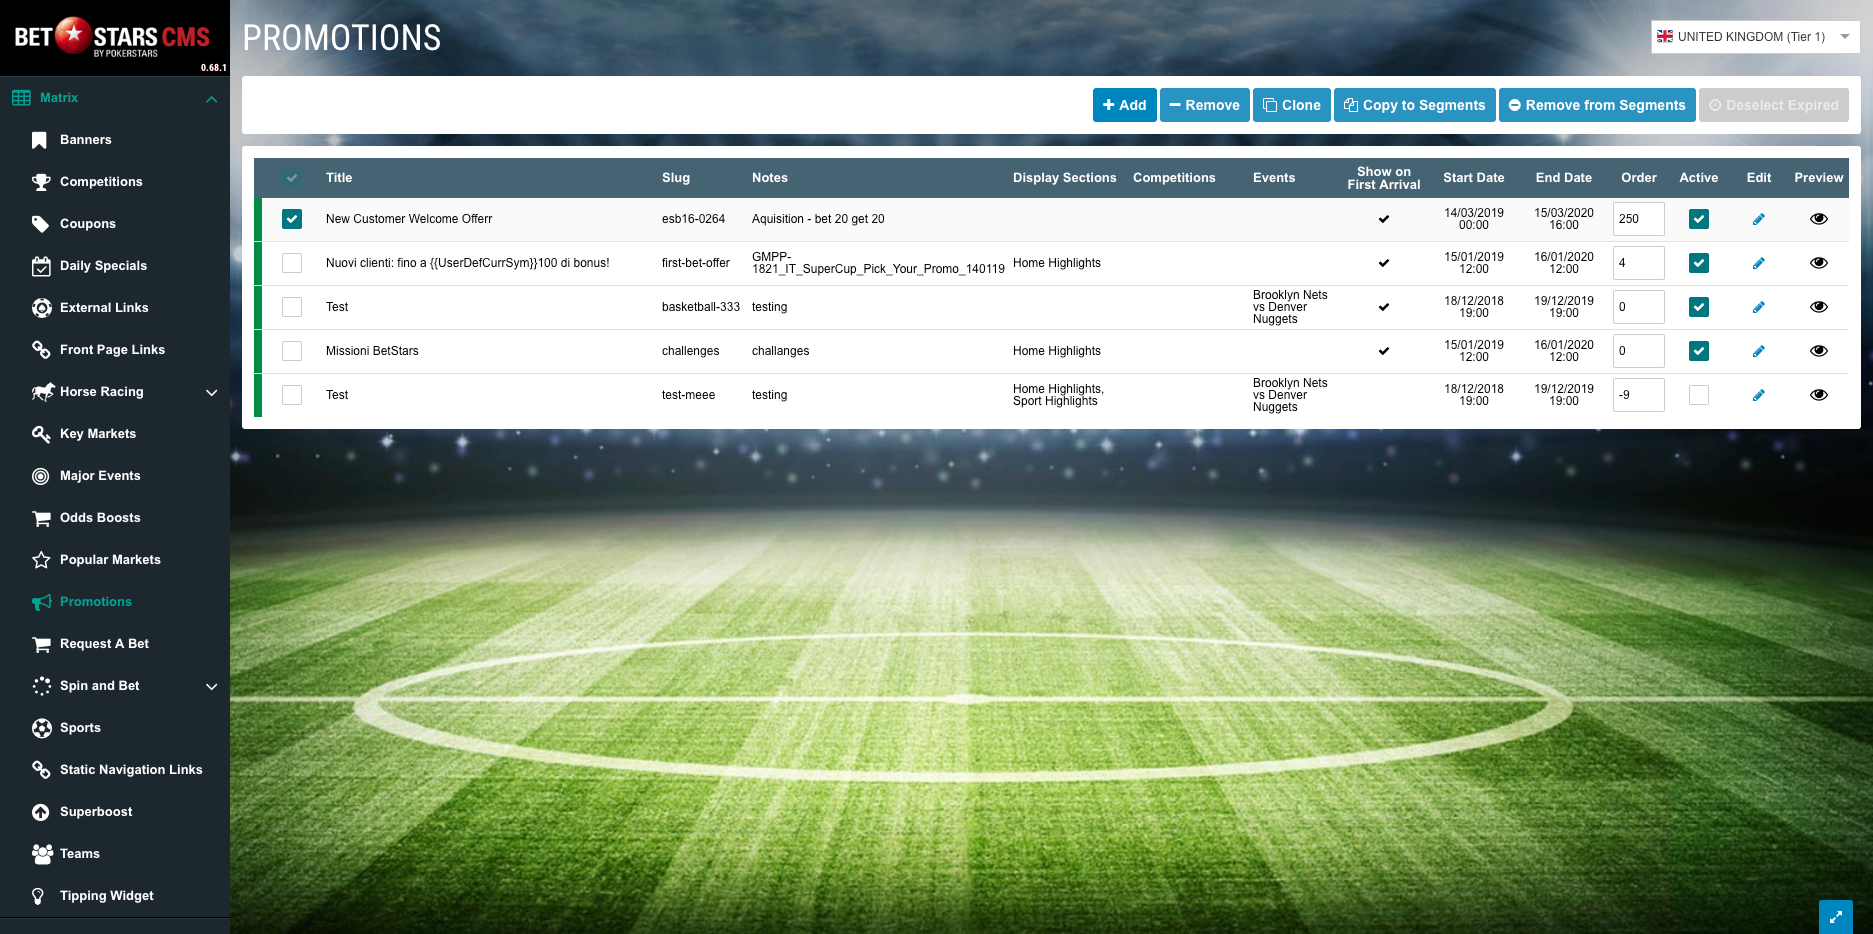 BET STARS CMS
BY POKERSTARS
0.68.1
PROMOTIONS
UNITED KINGDOM (Tier 1)
Matrix
Banners
Competitions
Coupons
Daily Specials
External Links
Front Page Links
Horse Racing
Key Markets
Major Events
Odds Boosts
Popular Markets
Promotions
Request A Bet
Spin and Bet
Sports
Static Navigation Links
Superboost
Teams
Tipping Widget
Add Remove Clone Copy to Segments Remove from Segments Deselect Expired
Title Slug Notes Display Sections Competitions Events Show on First Arrival Start Date End Date Order Active Edit Preview
New Customer Welcome Offerr esb16-0264 Aquisition - bet 20 get 20 14/03/2019 00:00 15/03/2020 16:00 250
Nuovi clienti: fino a {{UserDefCurrSym}}100 di bonus! first-bet-offer GMPP-1821_IT_SuperCup_Pick_Your_Promo_140119 Home Highlights 15/01/2019 12:00 16/01/2020 12:00 4
Test basketball-333 testing Brooklyn Nets vs Denver Nuggets 18/12/2018 19:00 19/12/2019 19:00 0
Missioni BetStars challenges challanges Home Highlights 15/01/2019 12:00 16/01/2020 12:00 0
Test test-meee testing Home Highlights, Sport Highlights Brooklyn Nets vs Denver Nuggets 18/12/2018 19:00 19/12/2019 19:00 -9